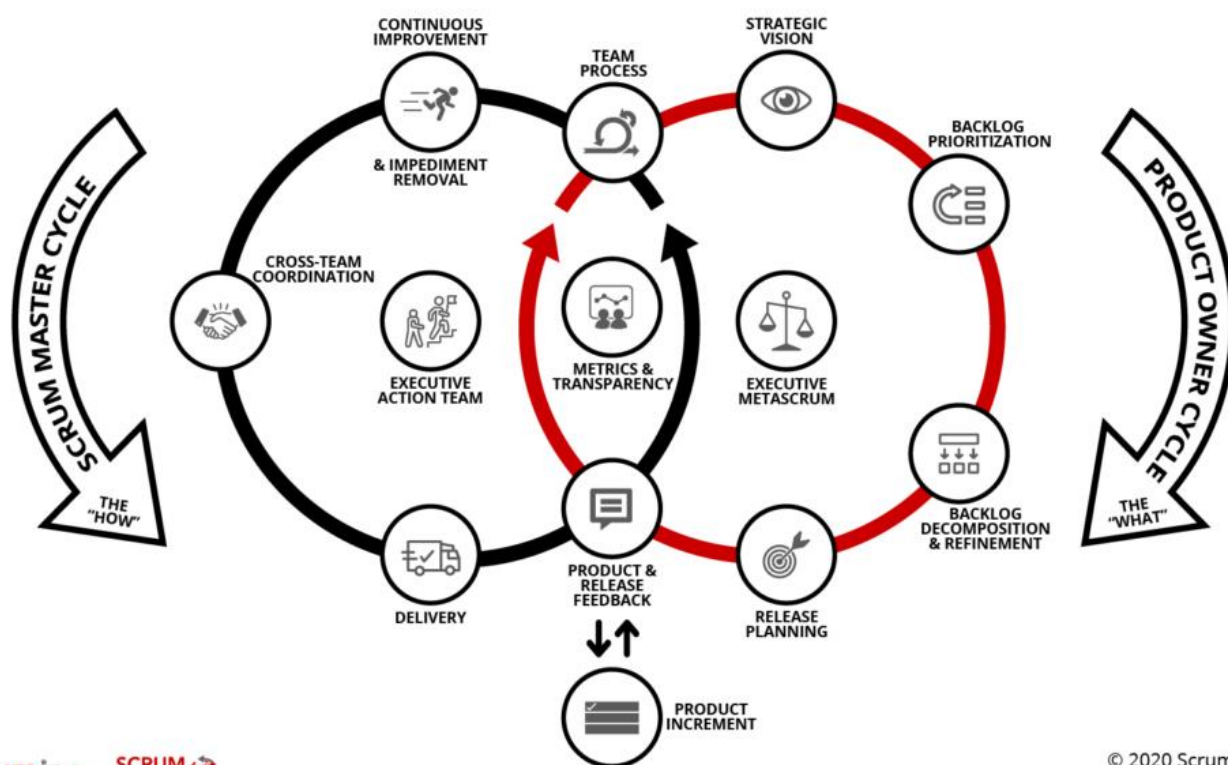 CONTINUOUS
IMPROVEMENT
& IMPEDIMENT
REMOVAL
TEAM
PROCESS
STRATEGIC
VISION
BACKLOG
PRIORITIZATION
SCRUM MASTER CYCLE
THE
"HOW"
CROSS-TEAM
COORDINATION
EXECUTIVE
ACTION TEAM
METRICS &
TRANSPARENCY
EXECUTIVE
METASCRUM
PRODUCT OWNER CYCLE
THE
"WHAT"
BACKLOG
DECOMPOSITION
& REFINEMENT
DELIVERY
PRODUCT &
RELEASE
FEEDBACK
RELEASE
PLANNING
PRODUCT
INCREMENT
SCRUM
© 2020 Scrum